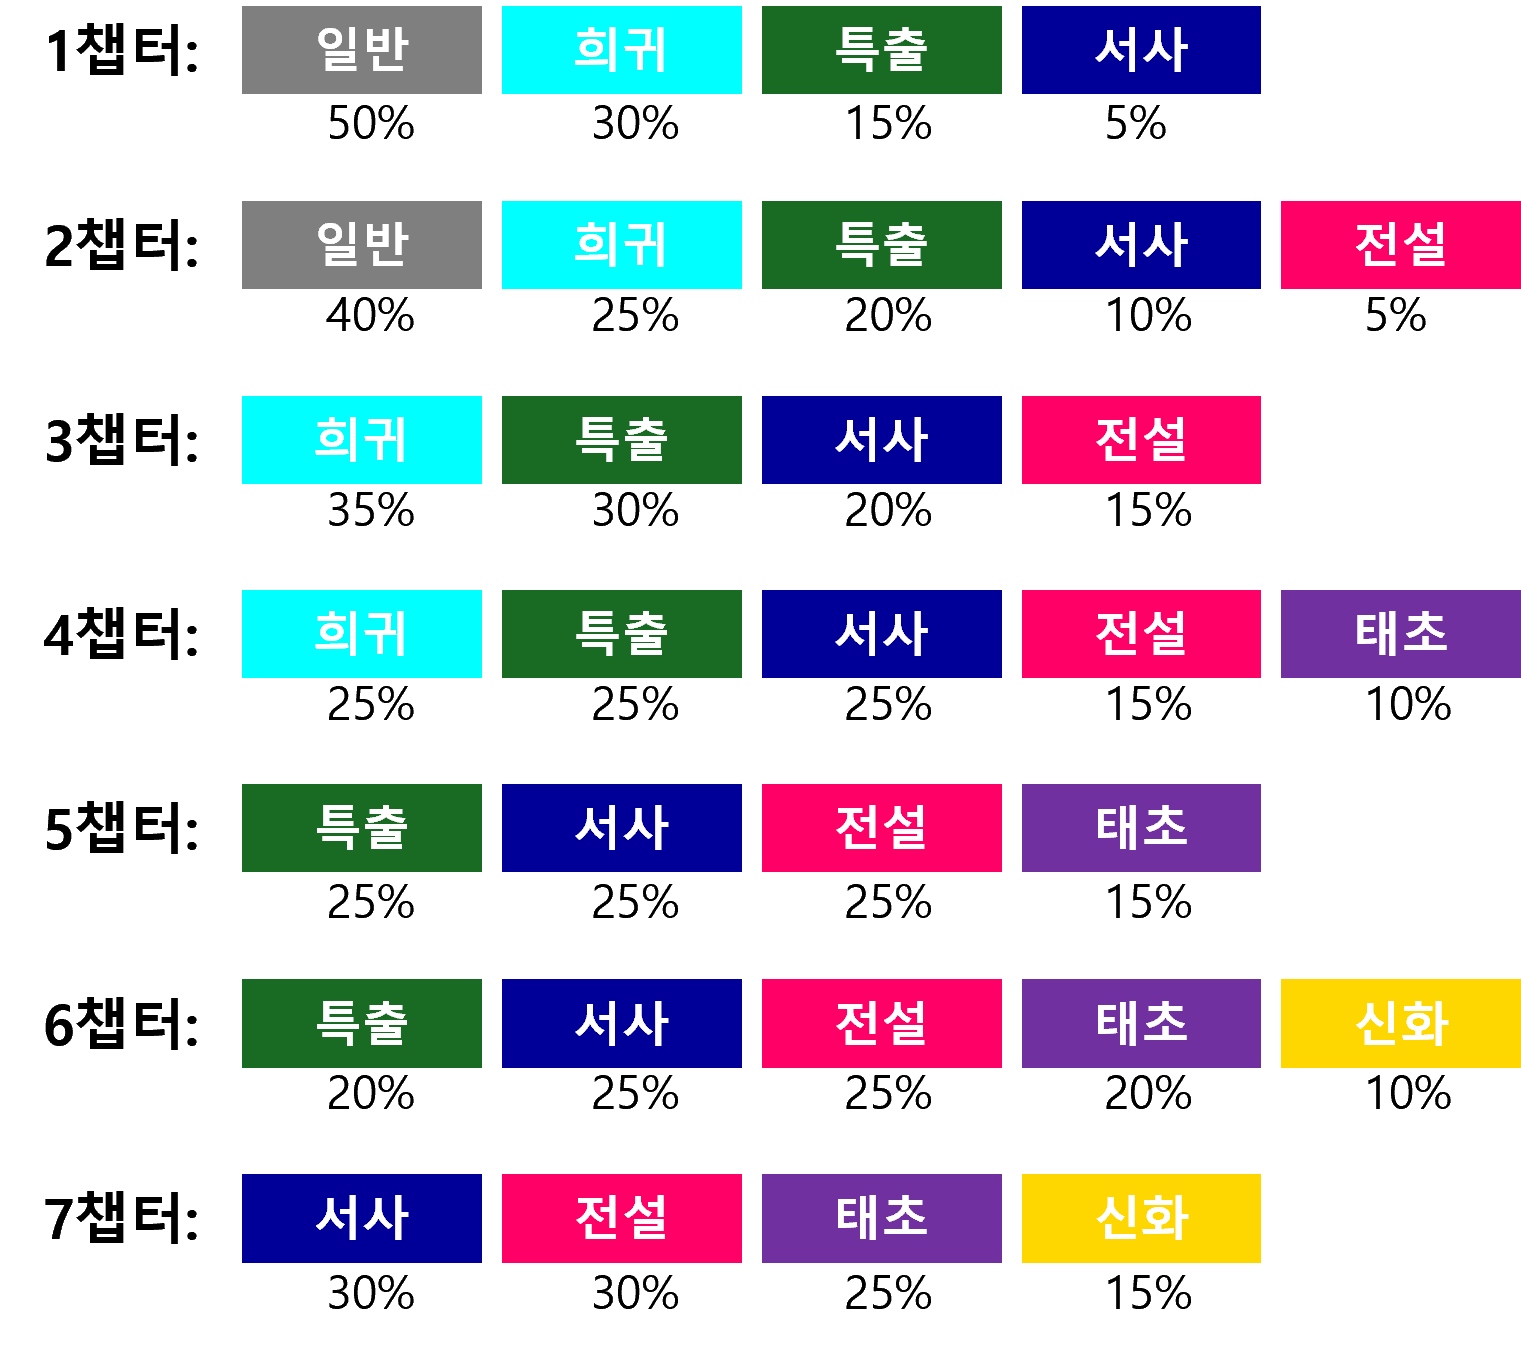 1챕터: 일반 희귀 특출 서사
50% 30% 15% 5%
2챕터: 일반 희귀 특출 서사 전설
40% 25% 20% 10% 5%
3챕터: 희귀 특출 서사 전설
35% 30% 20% 15%
4챕터: 희귀 특출 서사 전설 태초
25% 25% 25% 15% 10%
5챕터: 특출 서사 전설 태초
25% 25% 25% 15%
6챕터: 특출 서사 전설 태초 신화
20% 25% 25% 20% 10%
7챕터: 서사 전설 태초 신화
30% 30% 25% 15%